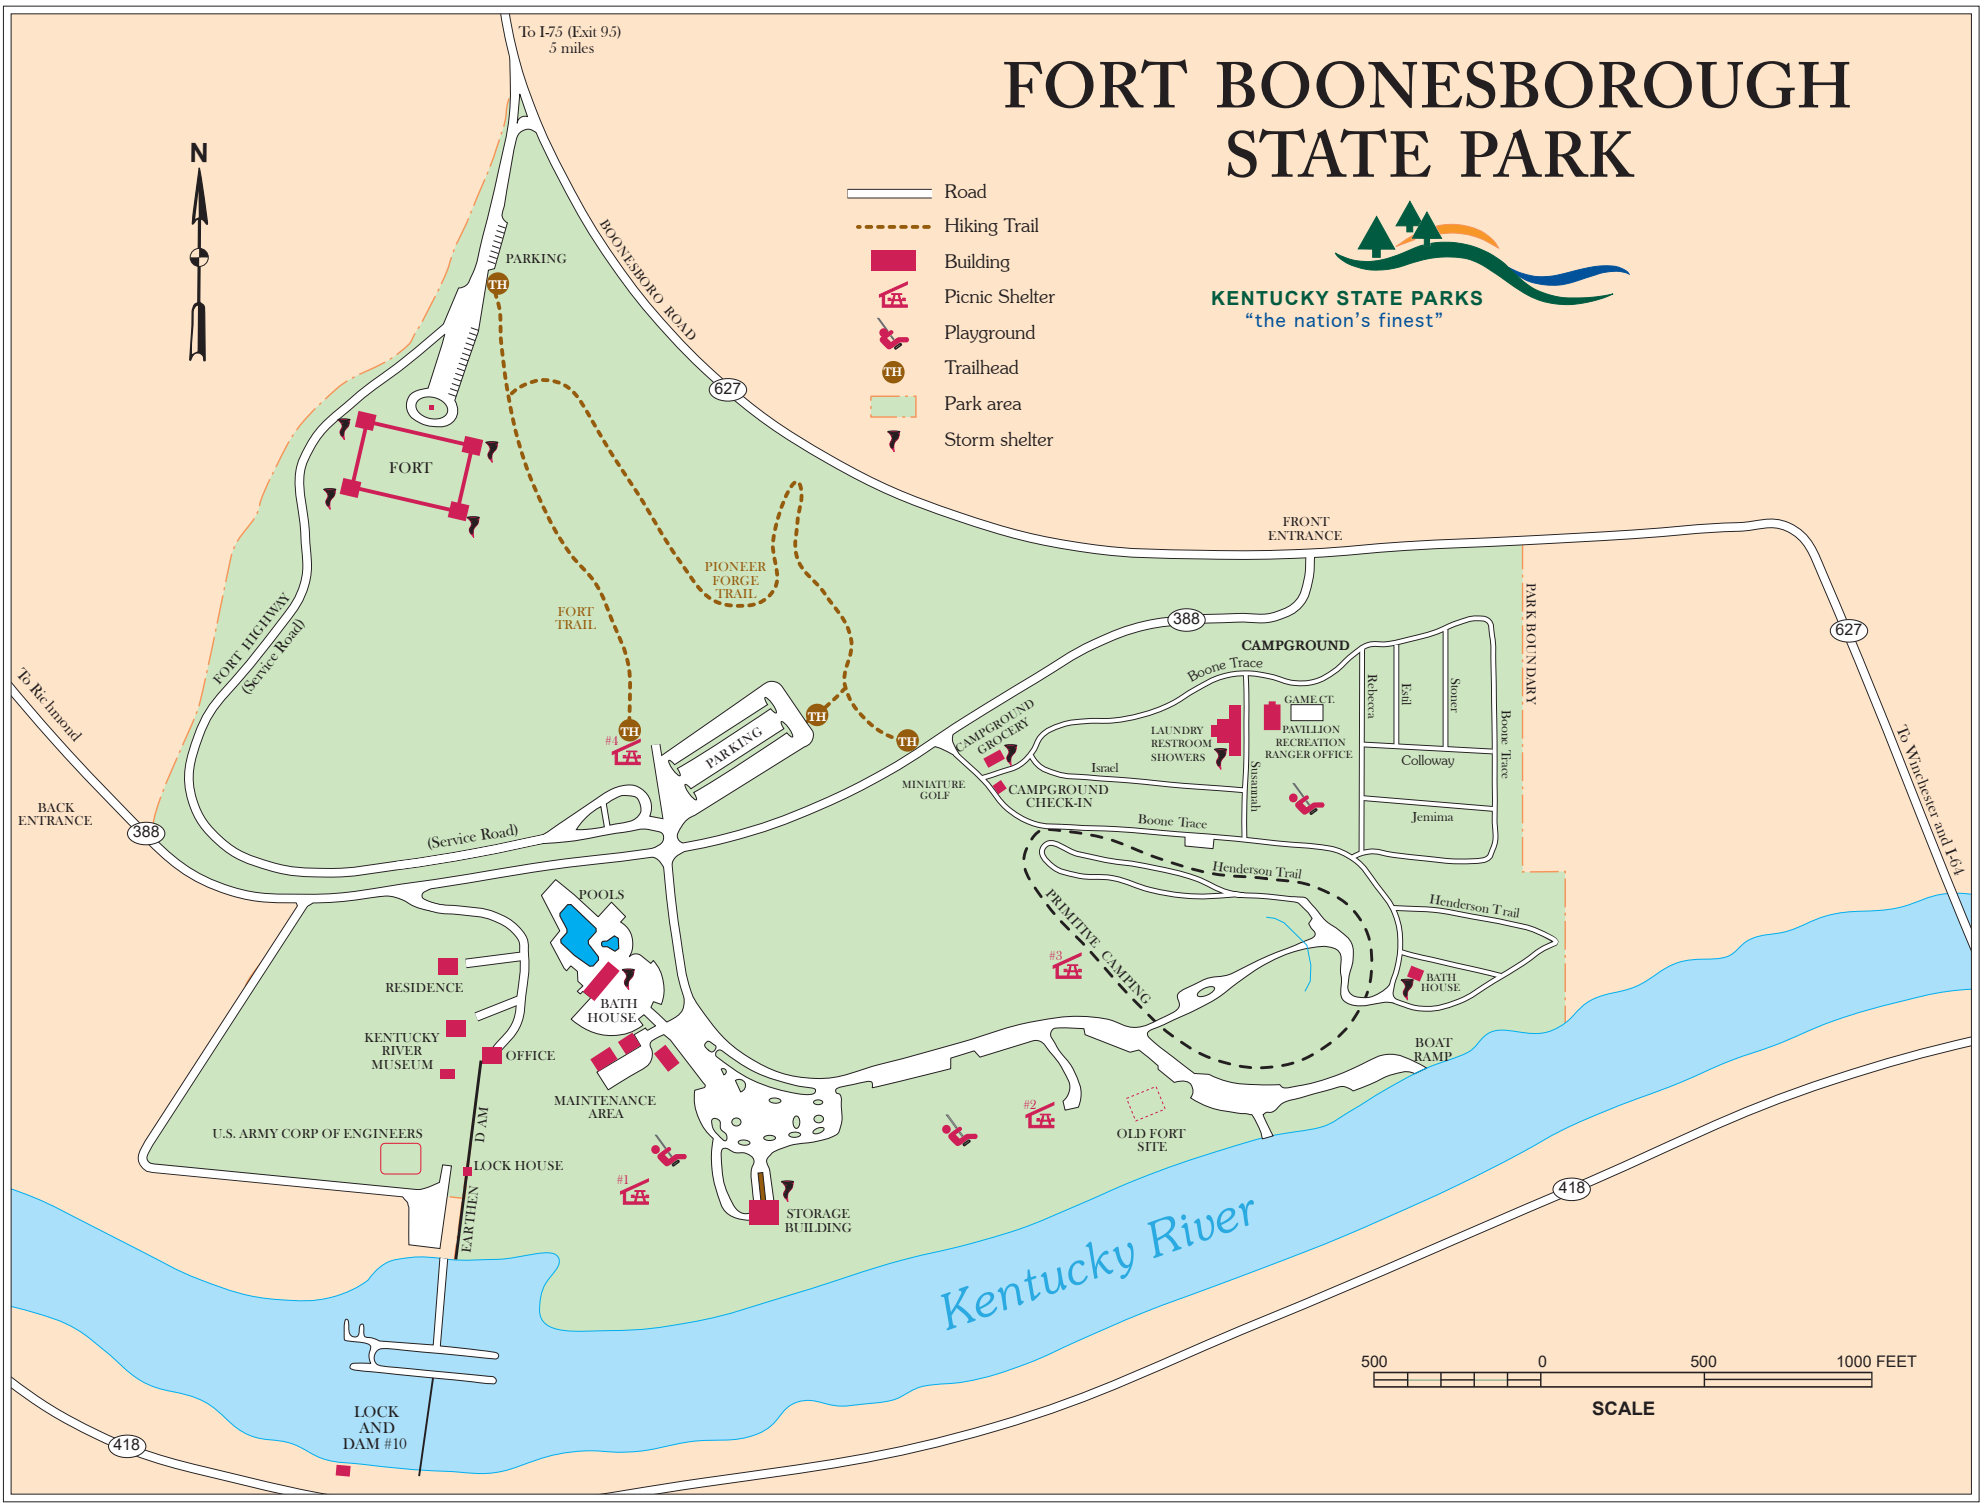 To I-75 (Exit 95)
5 miles
FORT BOONESBOROUGH
STATE PARK
N
Road
Hiking Trail
Building
Picnic Shelter
Playground
TH
Trailhead
Park area
Storm shelter
KENTUCKY STATE PARKS
“the nation’s finest”
PARKING
TH
BOONESBORO ROAD
627
FORT
FRONT
ENTRANCE
PIONEER
FORGE
TRAIL
FORT
TRAIL
FORT HIGHWAY
(Service Road)
388
PARK BOUNDARY
627
To Richmond
BACK
ENTRANCE
388
CAMPGROUND
Boone Trace
Rebecca
Estil
Stoner
Boone Trace
GAME CT.
LAUNDRY
RESTROOM
SHOWERS
PAVILLION
RECREATION
RANGER OFFICE
Susannah
Colloway
Jemima
To Winchester and I-64
TH
#4
PARKING
TH
TH
CAMPGROUND
GROCERY
MINIATURE
GOLF
Israel
CAMPGROUND
CHECK-IN
Boone Trace
(Service Road)
Henderson Trail
Henderson Trail
PRIMITIVE CAMPING
POOLS
BATH
HOUSE
#3
BATH
HOUSE
RESIDENCE
KENTUCKY
RIVER
MUSEUM
OFFICE
MAINTENANCE
AREA
BOAT
RAMP
#2
OLD FORT
SITE
U.S. ARMY CORP OF ENGINEERS
EARTHEN DAM
LOCK HOUSE
#1
STORAGE
BUILDING
418
Kentucky River
LOCK
AND
DAM #10
418
500 0 500 1000 FEET
SCALE